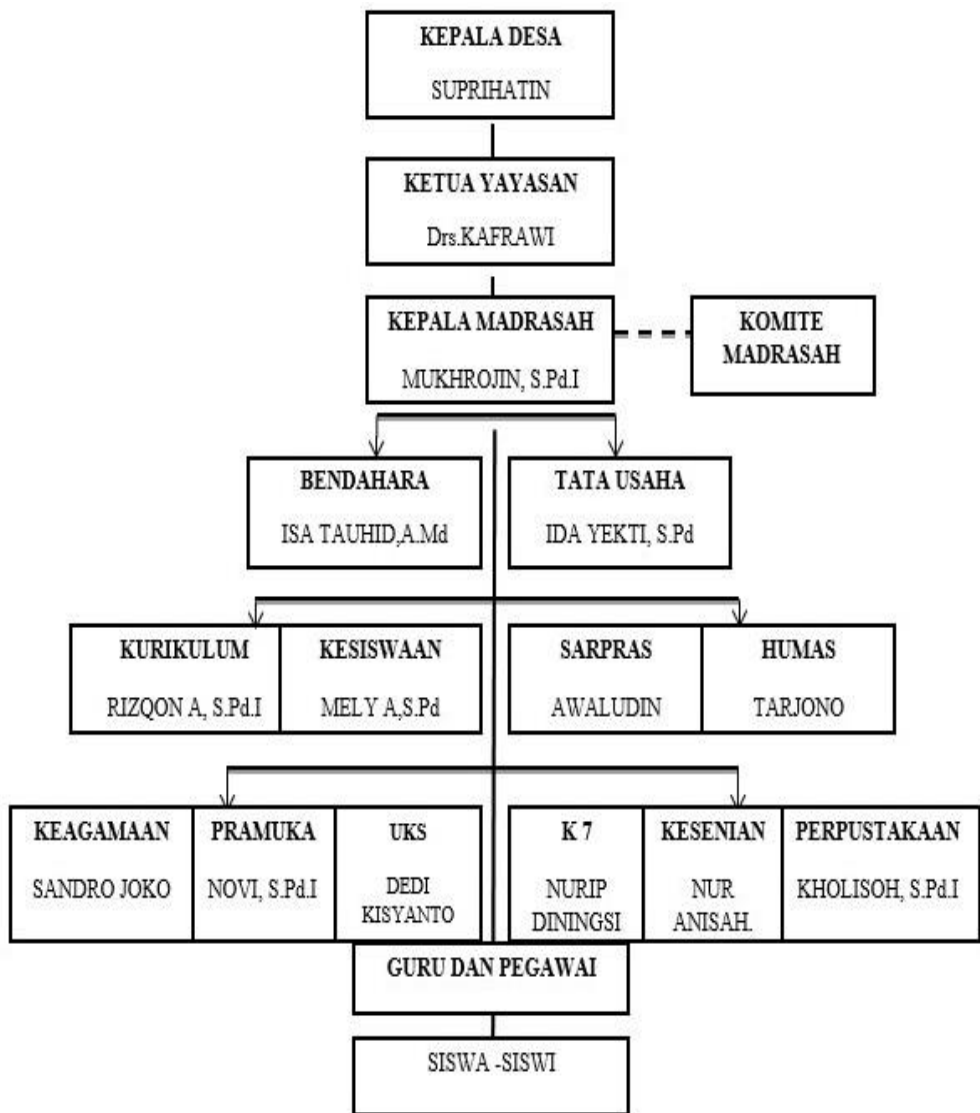 KEPALA DESA
SUPRIHATIN
KETUA YAYASAN
Drs.KAFRAWI
KEPALA MADRASAH
MUKHROJIN, S.Pd.I
KOMITE
MADRASAH
BENDAHARA
ISA TAUHID,A.Md
TATA USAHA
IDA YEKTI, S.Pd
KURIKULUM
RIZQON A, S.Pd.I
KESISWAAN
MELY A,S.Pd
SARPRAS
AWALUDIN
HUMAS
TARJONO
KEAGAMAAN
SANDRO JOKO
PRAMUKA
NOVI, S.Pd.I
UKS
DEDI
KISYANTO
K 7
NURIP
DININGSI
KESENIAN
NUR
ANISAH.
PERPUSTAKAAN
KHOLISOH, S.Pd.I
GURU DAN PEGAWAI
SISWA -SISWI